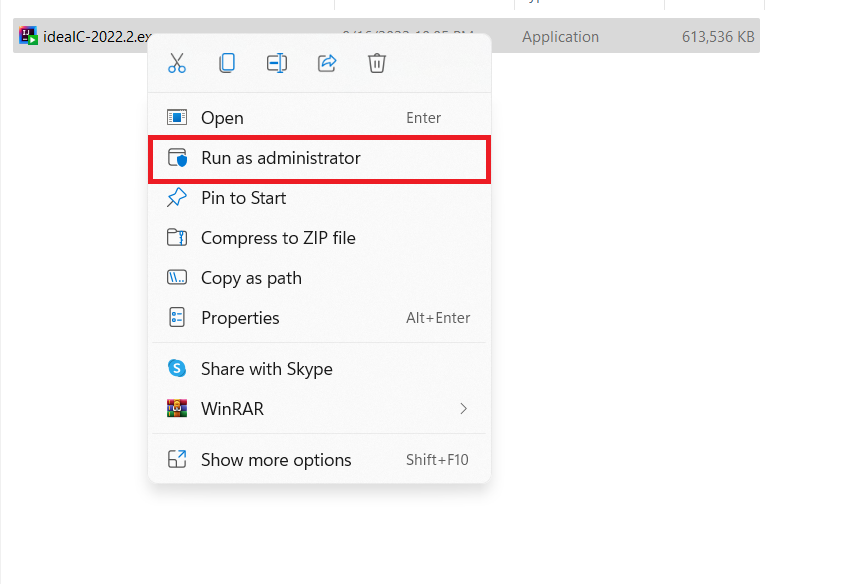 ideaIC-2022.2.ex Application 613,536 KB
Open Enter
Run as administrator
Pin to Start
Compress to ZIP file
Copy as path
Properties Alt+Enter
Share with Skype
WinRAR
Show more options Shift+F10